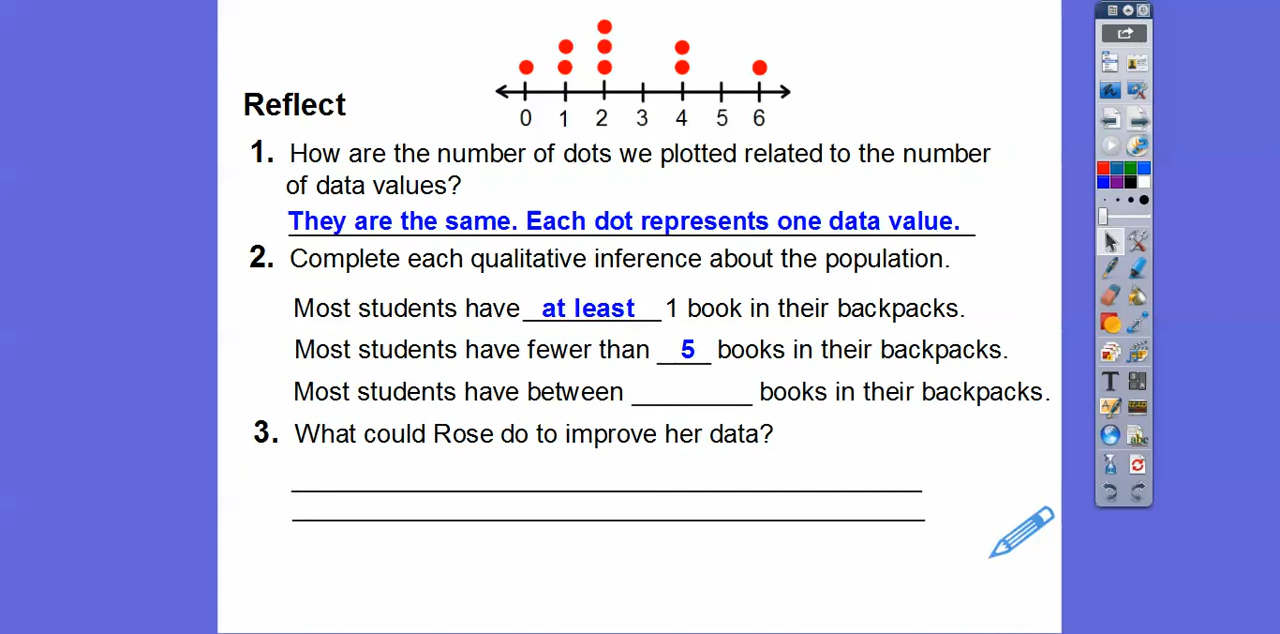 0 1 2 3 4 5 6
Reflect
1. How are the number of dots we plotted related to the number
of data values?
They are the same. Each dot represents one data value.
2. Complete each qualitative inference about the population.
Most students have at least 1 book in their backpacks.
Most students have fewer than 5 books in their backpacks.
Most students have between _________ books in their backpacks.
3. What could Rose do to improve her data?